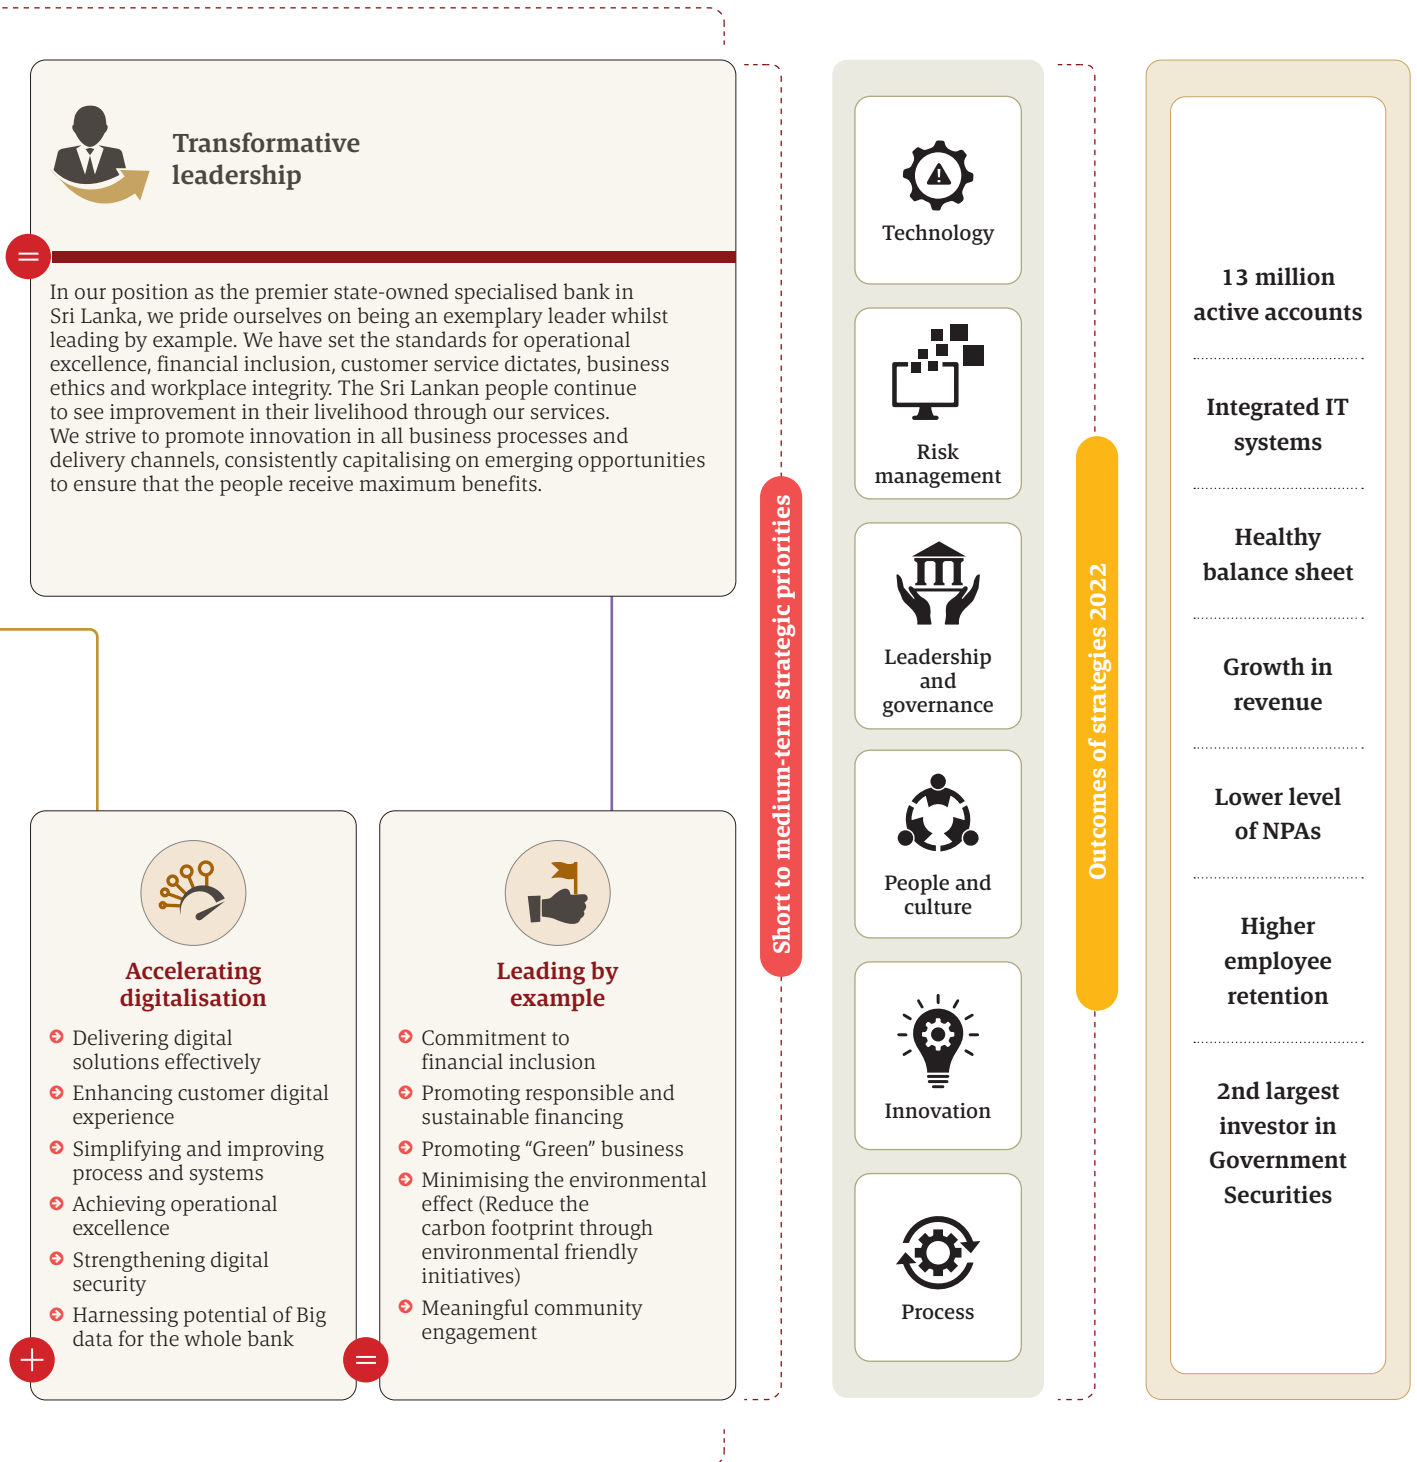 Transformative
leadership
In our position as the premier state-owned specialised bank in
Sri Lanka, we pride ourselves on being an exemplary leader whilst
leading by example. We have set the standards for operational
excellence, financial inclusion, customer service dictates, business
ethics and workplace integrity. The Sri Lankan people continue
to see improvement in their livelihood through our services.
We strive to promote innovation in all business processes and
delivery channels, consistently capitalising on emerging opportunities
to ensure that the people receive maximum benefits.
Accelerating
digitalisation
Delivering digital
solutions effectively
Enhancing customer digital
experience
Simplifying and improving
process and systems
Achieving operational
excellence
Strengthening digital
security
Harnessing potential of Big
data for the whole bank
Leading by
example
Commitment to
financial inclusion
Promoting responsible and
sustainable financing
Promoting “Green” business
Minimising the environmental
effect (Reduce the
carbon footprint through
environmental friendly
initiatives)
Meaningful community
engagement
Short to medium-term strategic priorities
Technology
Risk
management
Leadership
and
governance
People and
culture
Innovation
Process
Outcomes of strategies 2022
13 million
active accounts
Integrated IT
systems
Healthy
balance sheet
Growth in
revenue
Lower level
of NPAs
Higher
employee
retention
2nd largest
investor in
Government
Securities